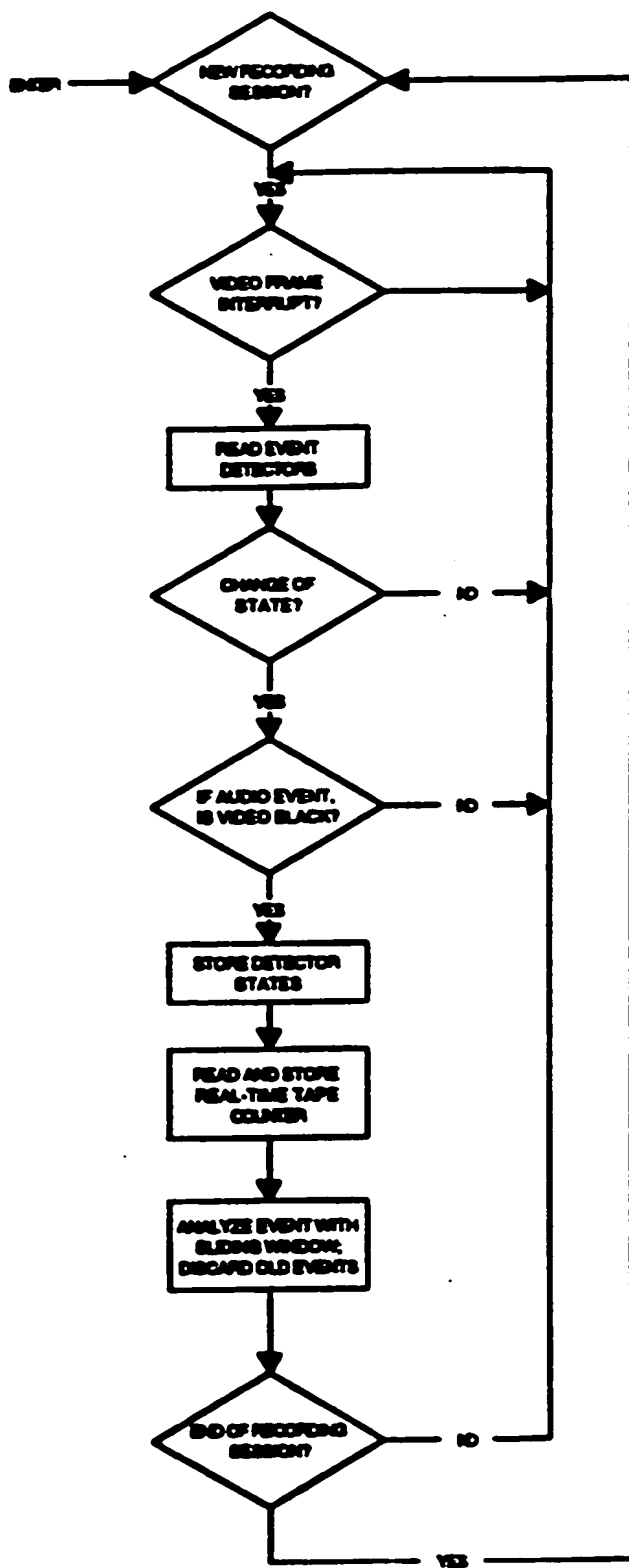 NEW RECORDING
SESSION?
ENTER
YES
VIDEO FRAME
INTERRUPT?
YES
READ EVENT
DETECTORS
CHANGE OF
STATE?
NO
YES
IF AUDIO EVENT,
IS VIDEO BLACK?
NO
YES
STORE DETECTOR
STATES
READ AND STORE
REAL-TIME TAPE
COUNTER
ANALYZE EVENT WITH
SLIDING WINDOW;
DISCARD OLD EVENTS
END OF RECORDING
SESSION?
NO
YES